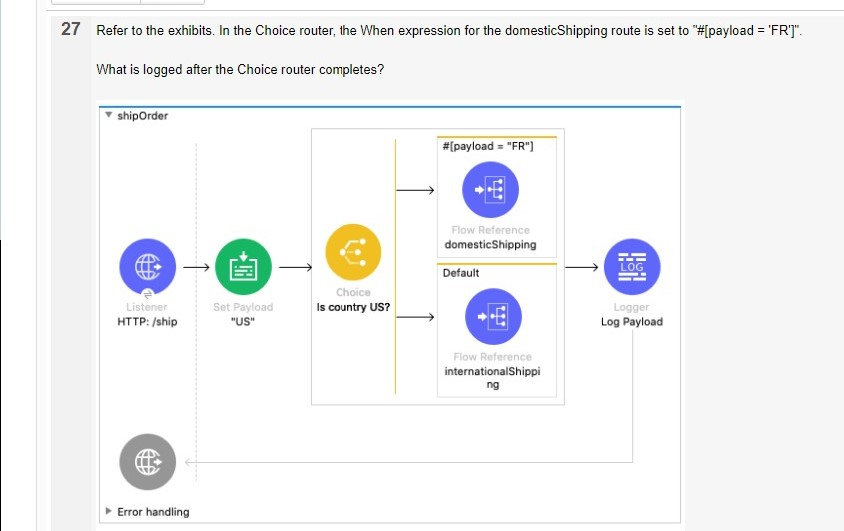 27 Refer to the exhibits. In the Choice router, the When expression for the domesticShipping route is set to "#[payload = 'FR']".
What is logged after the Choice router completes?
shipOrder
#[payload = "FR"]
Flow Reference
domesticShipping
Default
Flow Reference
internationalShippi
ng
Listener
HTTP: /ship
Set Payload
"US"
Choice
Is country US?
LOG
Logger
Log Payload
Error handling